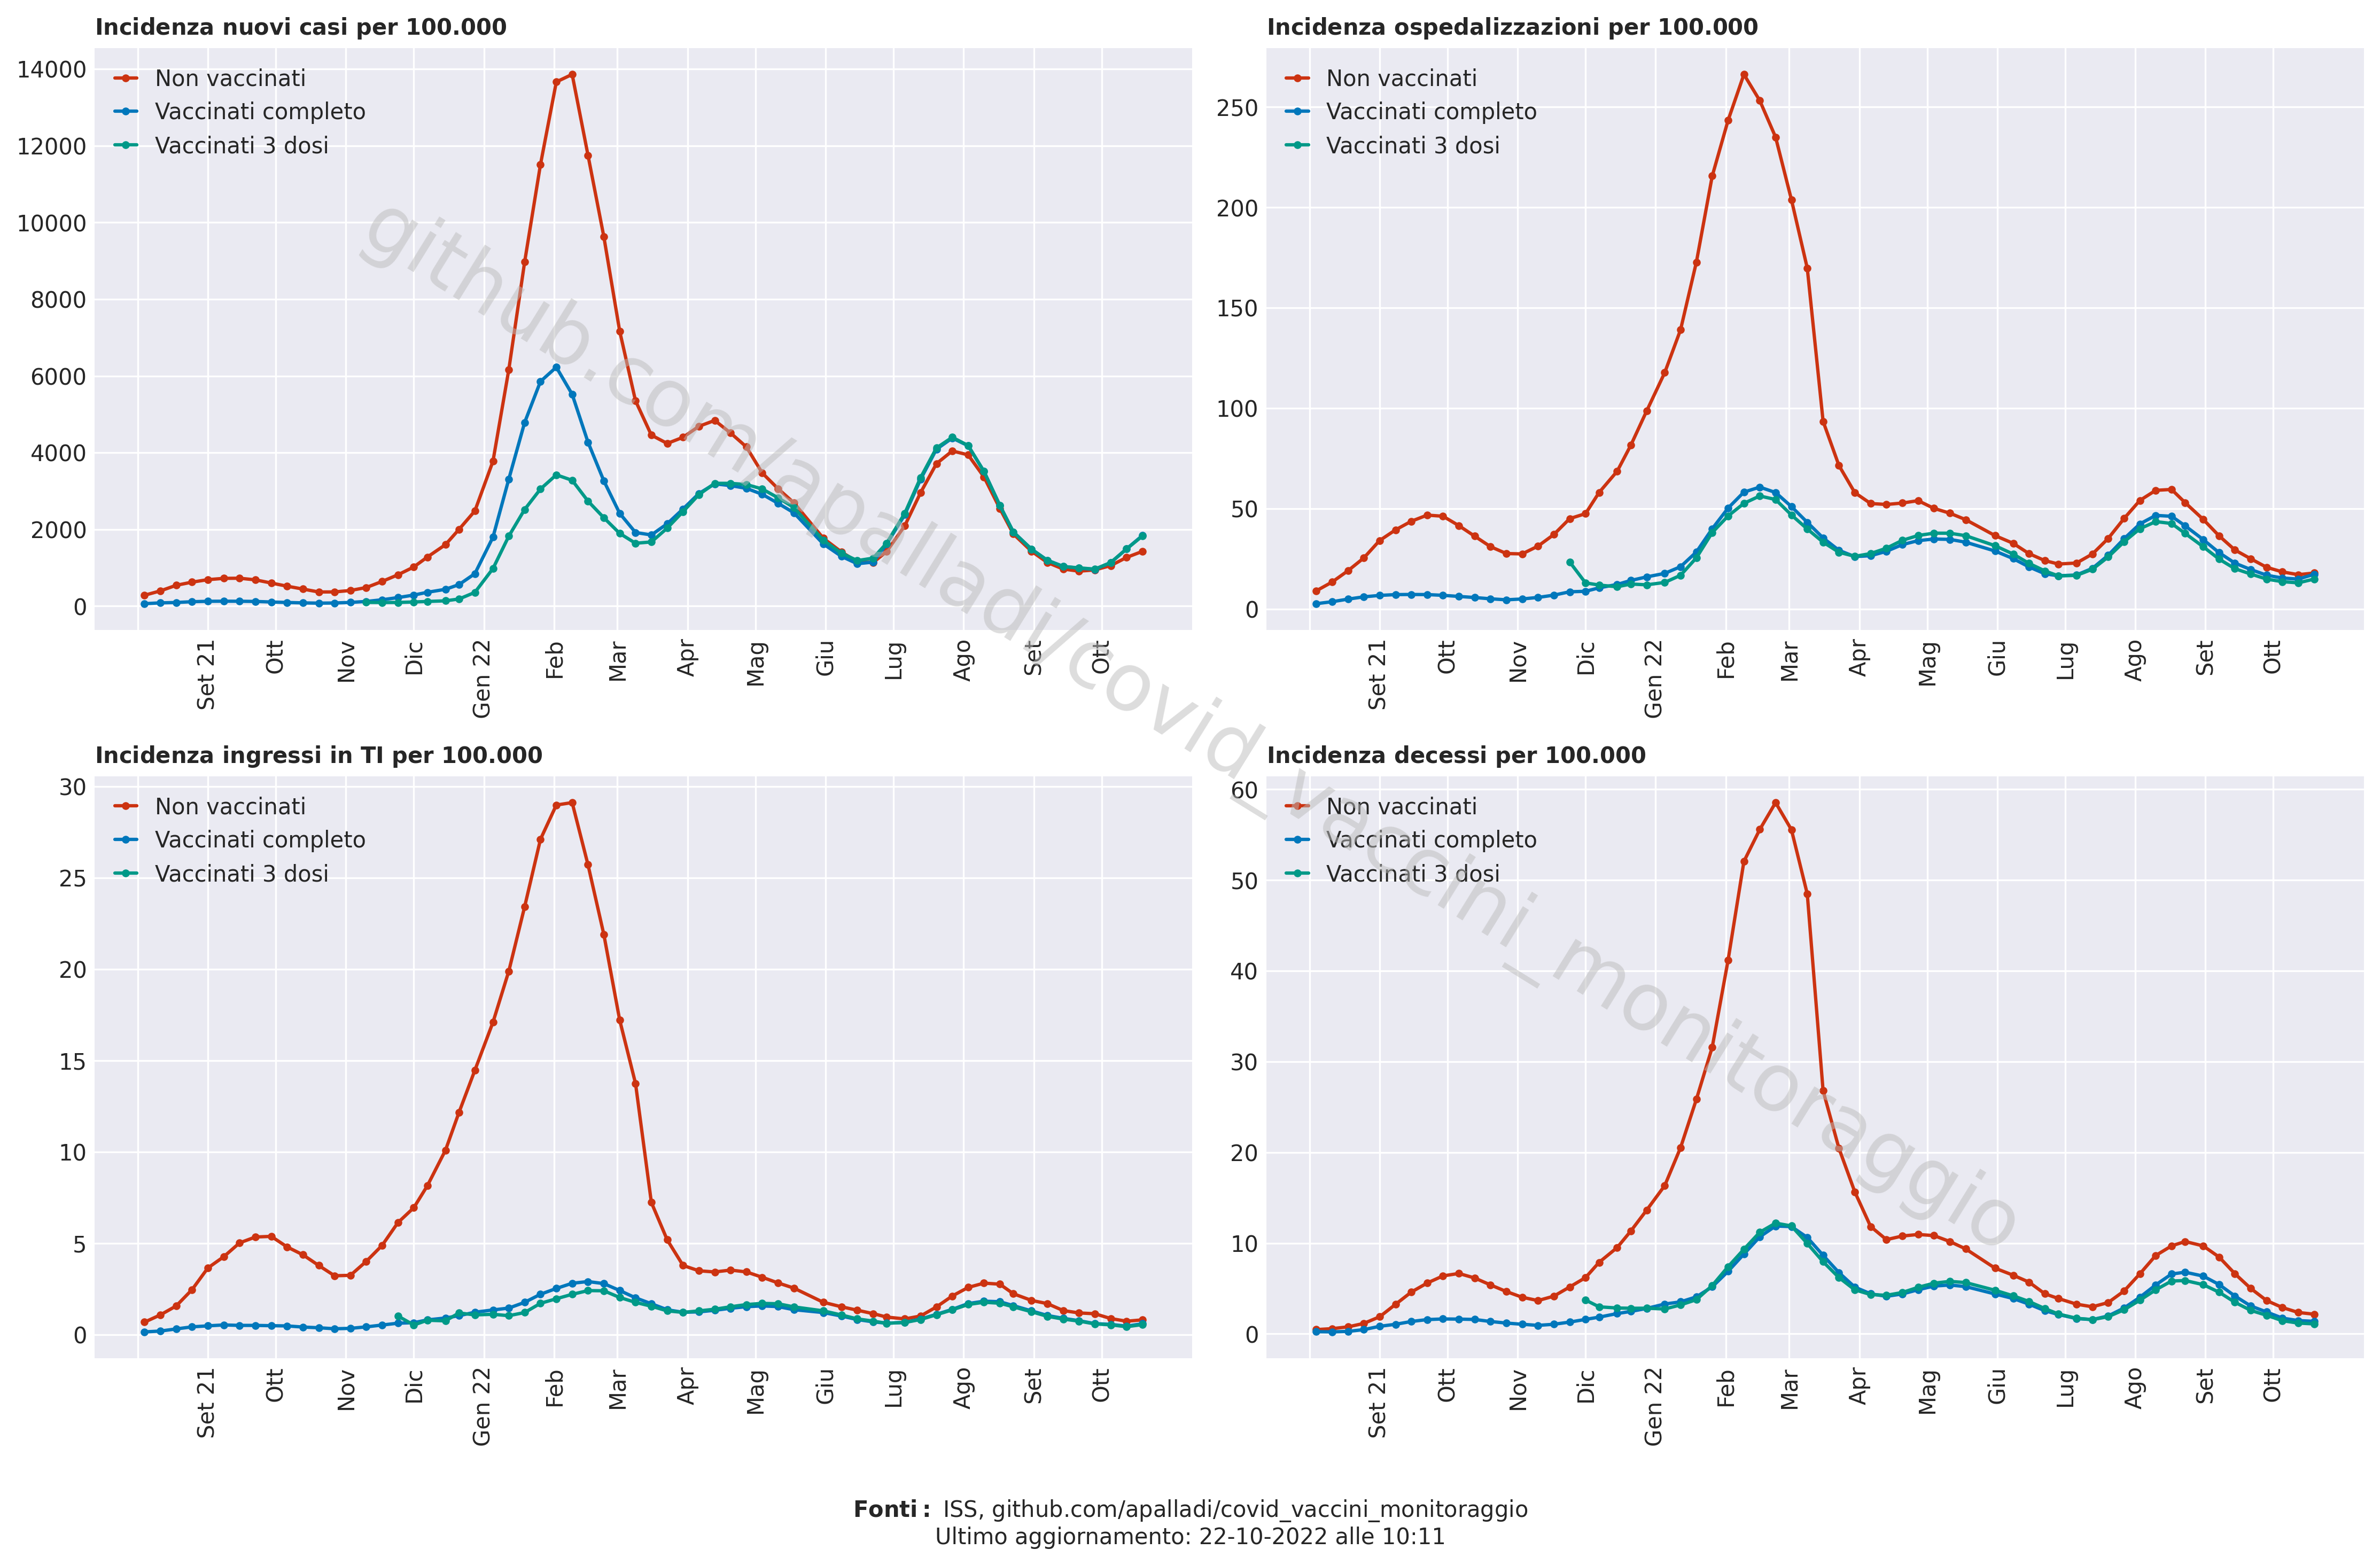 Incidenza nuovi casi per 100.000
14000
12000
10000
8000
6000
4000
2000
0
Non vaccinati
Vaccinati completo
Vaccinati 3 dosi
Set 21
Ott
Nov
Dic
Gen 22
Feb
Mar
Apr
Mag
Giu
Lug
Ago
Set
Ott
Incidenza ospedalizzazioni per 100.000
250
200
150
100
50
0
Non vaccinati
Vaccinati completo
Vaccinati 3 dosi
Set 21
Ott
Nov
Dic
Gen 22
Feb
Mar
Apr
Mag
Giu
Lug
Ago
Set
Ott
Incidenza ingressi in TI per 100.000
30
25
20
15
10
5
0
Non vaccinati
Vaccinati completo
Vaccinati 3 dosi
Set 21
Ott
Nov
Dic
Gen 22
Feb
Mar
Apr
Mag
Giu
Lug
Ago
Set
Ott
Incidenza decessi per 100.000
60
50
40
30
20
10
0
Non vaccinati
Vaccinati completo
Vaccinati 3 dosi
Set 21
Ott
Nov
Dic
Gen 22
Feb
Mar
Apr
Mag
Giu
Lug
Ago
Set
Ott
github.com/apalladi/covid_vaccini_monitoraggio
Fonti: ISS, github.com/apalladi/covid_vaccini_monitoraggio
Ultimo aggiornamento: 22-10-2022 alle 10:11